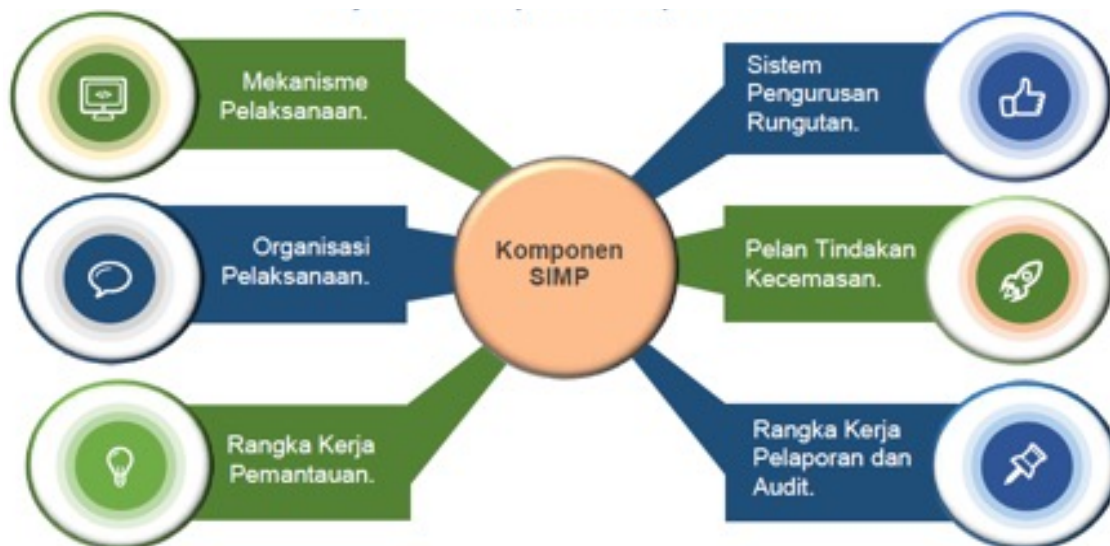 Mekanisme
Pelaksanaan.
Organisasi
Pelaksanaan.
Rangka Kerja
Pemantauan.
Komponen
SIMP
Sistem
Pengurusan
Rungutan.
Pelan Tindakan
Kecemasan.
Rangka Kerja
Pelaporan dan
Audit.